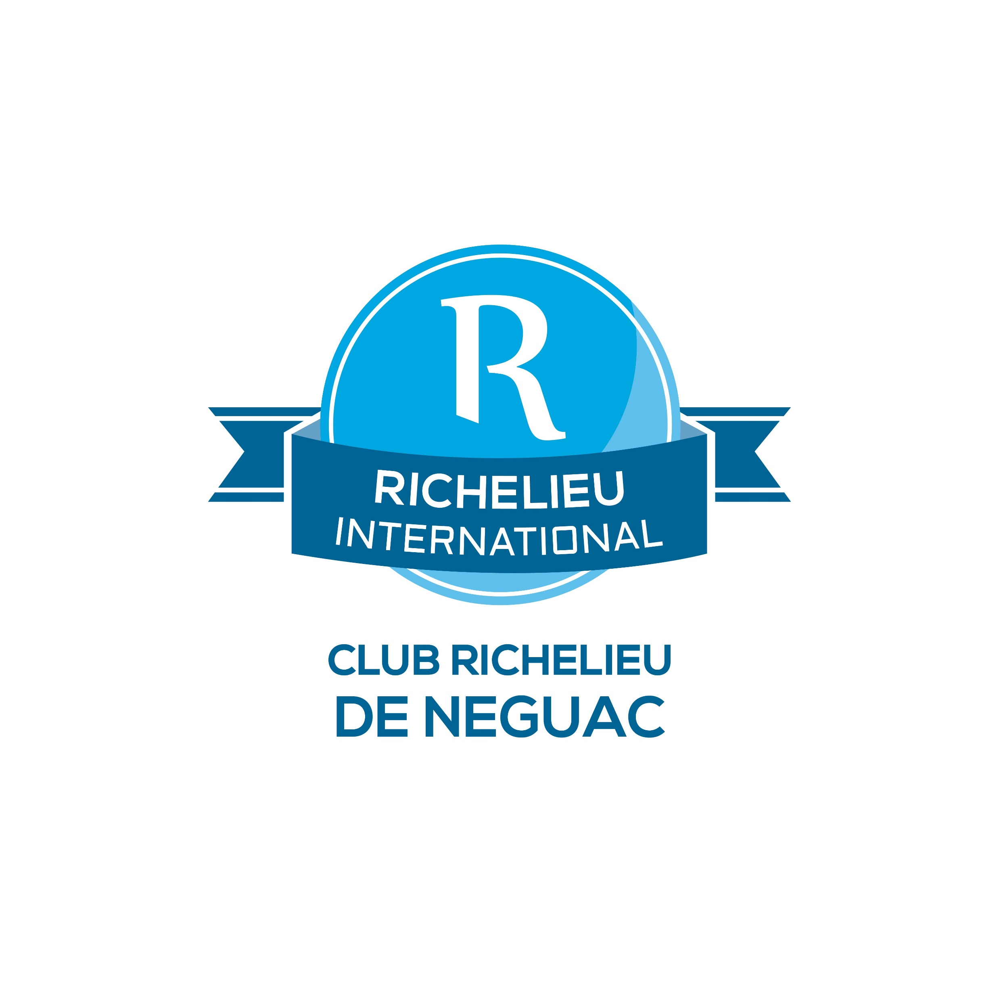 R
RICHELIEU
INTERNATIONAL
CLUB RICHELIEU
DE NEGUAC